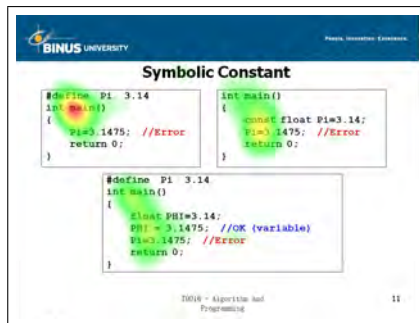 BINUS UNIVERSITY
People, Innovation, Excellence.
Symbolic Constant
#define Pi 3.14
int main()
{
Pi=3.1475; //Error
return 0;
}
int main()
{
const float Pi=3.14;
Pi=3.1475; //Error
return 0;
}
#define Pi 3.14
int main()
{
float PHI=3.14;
PHI = 3.1475; //OK (variable)
Pi=3.1475; //Error
return 0;
}
- Algorithm and
Programming
11